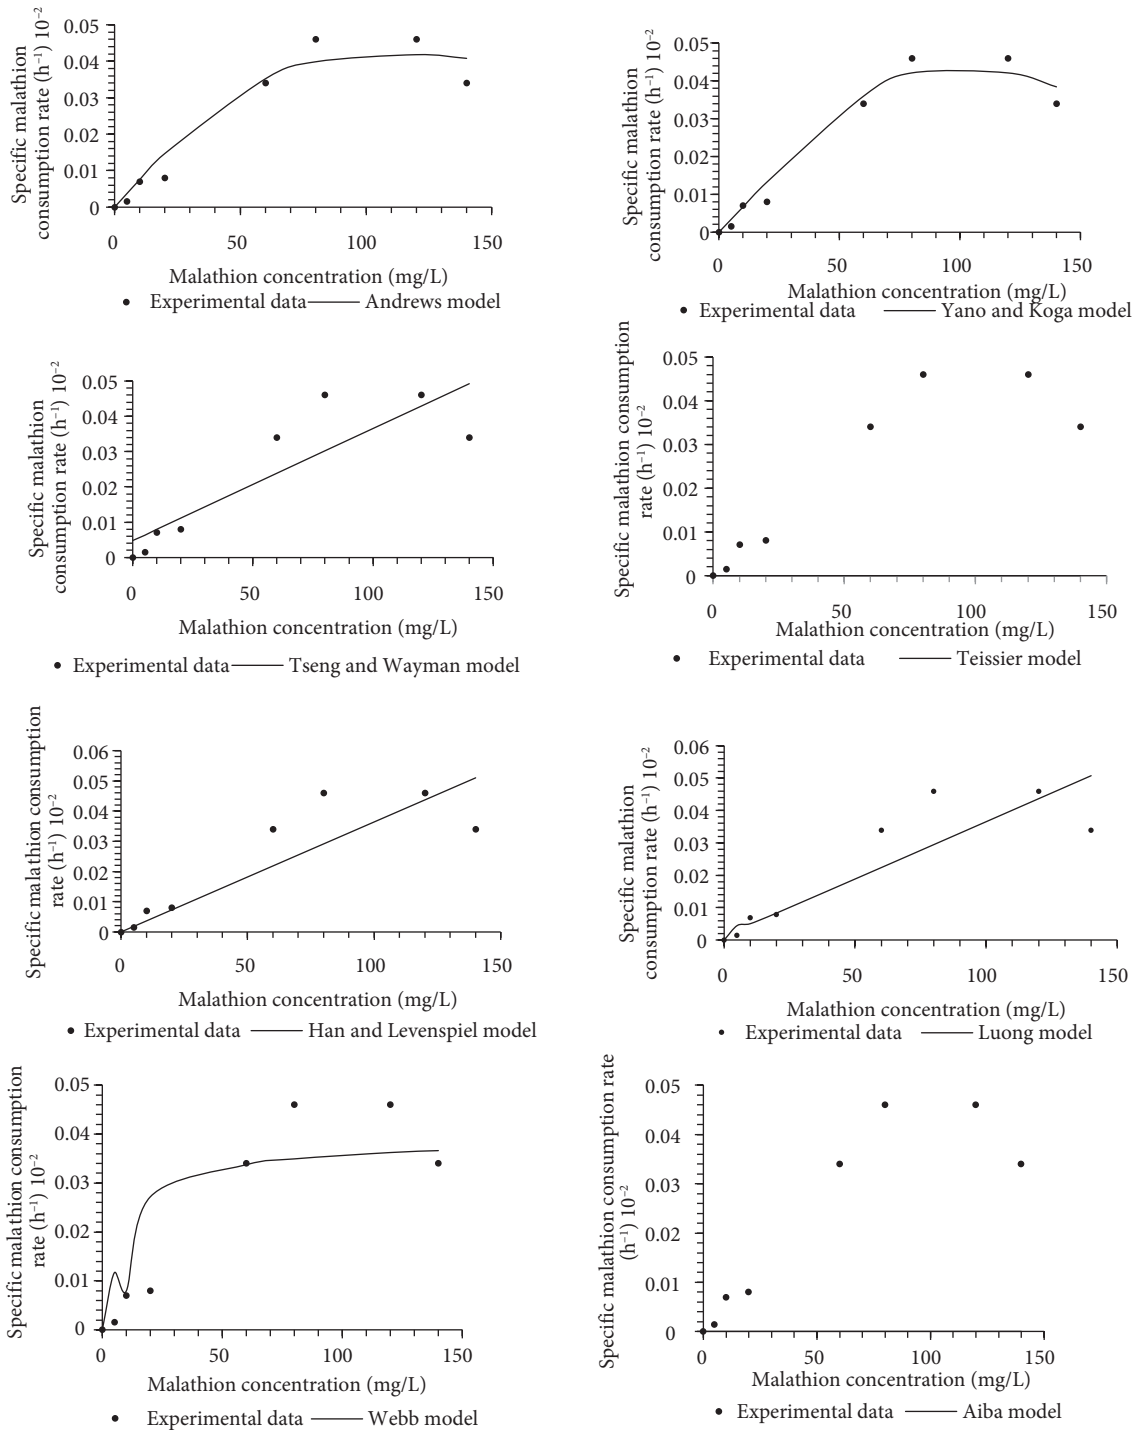 Specific malathion
consumption rate (h⁻¹) 10⁻²
0.05
0.04
0.03
0.02
0.01
0
0 50 100 150
Malathion concentration (mg/L)
Experimental data Andrews model
Specific malathion
consumption rate (h⁻¹) 10⁻²
0.05
0.04
0.03
0.02
0.01
0
0 50 100 150
Malathion concentration (mg/L)
Experimental data Yano and Koga model
Specific malathion
consumption rate (h⁻¹) 10⁻²
0.05
0.04
0.03
0.02
0.01
0
0 50 100 150
Malathion concentration (mg/L)
Experimental data Tseng and Wayman model
Specific malathion consumption
rate (h⁻¹) 10⁻²
0.05
0.04
0.03
0.02
0.01
0
0 50 100 150
Malathion concentration (mg/L)
Experimental data Teissier model
Specific malathion consumption
rate (h⁻¹) 10⁻²
0.06
0.05
0.04
0.03
0.02
0.01
0
0 50 100 150
Malathion concentration (mg/L)
Experimental data Han and Levenspiel model
Specific malathion
consumption rate (h⁻¹) 10⁻²
0.06
0.05
0.04
0.03
0.02
0.01
0
0 50 100 150
Malathion concentration (mg/L)
Experimental data Luong model
Specific malathion consumption
rate (h⁻¹) 10⁻²
0.05
0.04
0.03
0.02
0.01
0
0 50 100 150
Malathion concentration (mg/L)
Experimental data Webb model
Specific malathion consumption rate
(h⁻¹) 10⁻²
0.05
0.04
0.03
0.02
0.01
0
0 50 100 150
Malathion concentration (mg/L)
Experimental data Aiba model